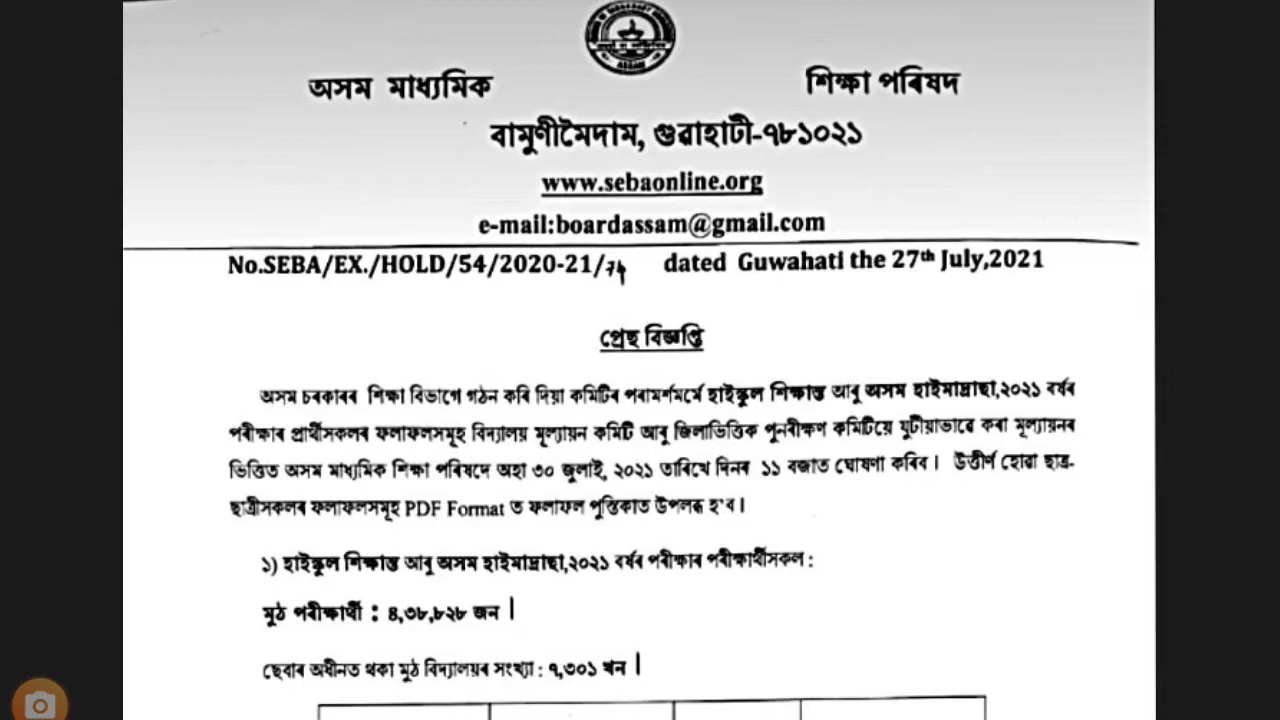 অসম মাধ্যমিক শিক্ষা পৰিষদ
বামুণীমৈদাম, গুৱাহাটী-৭৮১০২১
www.sebaonline.org
e-mail:boardassam@gmail.com
No.SEBA/EX./HOLD/54/2020-21/ dated Guwahati the 27th July,2021
প্ৰেছ বিজ্ঞপ্তি
অসম চৰকাৰৰ শিক্ষা বিভাগে গঠন কৰি দিয়া কমিটিৰ পৰামৰ্শমৰ্মে হাইস্কুল শিক্ষান্ত আৰু অসম হাইমাদ্ৰাছা,২০২১ বৰ্ষৰ
পৰীক্ষাৰ প্ৰাৰ্থীসকলৰ ফলাফলসমূহ বিদ্যালয় মূল্যায়ন কমিটি আৰু জিলাভিত্তিক পুনৰীক্ষণ কমিটিয়ে যুটীয়াভাৱে কৰা মূল্যায়নৰ
ভিত্তিত অসম মাধ্যমিক শিক্ষা পৰিষদে অহা ৩০ জুলাই, ২০২১ তাৰিখে দিনৰ ১১ বজাত ঘোষণা কৰিব। উত্তীৰ্ণ হোৱা ছাত্ৰ-
ছাত্ৰীসকলৰ ফলাফলসমূহ PDF Format ত ফলাফল পুস্তিকাত উপলব্ধ হ'ব।
১) হাইস্কুল শিক্ষান্ত আৰু অসম হাইমাদ্ৰাছা,২০২১ বৰ্ষৰ পৰীক্ষাৰ পৰীক্ষাৰ্থীসকল :
মুঠ পৰীক্ষাৰ্থী : ৪,৩৮,৮২৮ জন |
ছেবাৰ অধীনত থকা মুঠ বিদ্যালয়ৰ সংখ্যা : ৭,৩০১ খন |